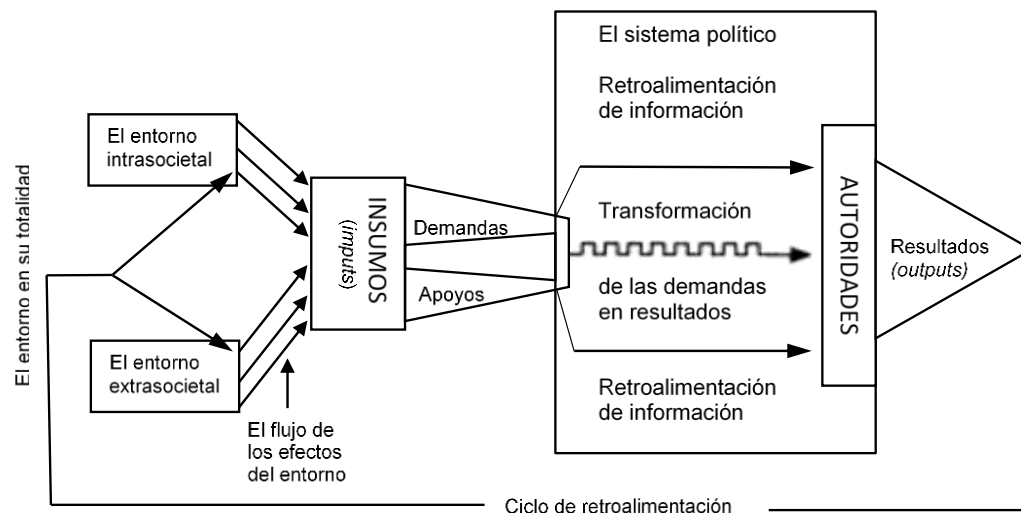 El sistema político
Retroalimentación
de información
El entorno
intrasocietal
El entorno en su totalidad
INSUMOS
(imputs)
Demandas
Apoyos
Transformación
de las demandas
en resultados
AUTORIDADES
Resultados
(outputs)
El entorno
extrasocietal
Retroalimentación
de información
El flujo de
los efectos
del entorno
Ciclo de retroalimentación